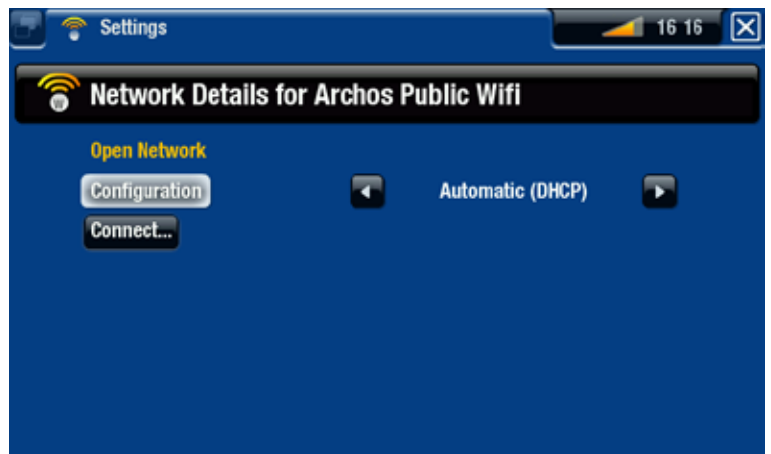 Settings
16 16
Network Details for Archos Public Wifi
Open Network
Configuration Automatic (DHCP)
Connect...